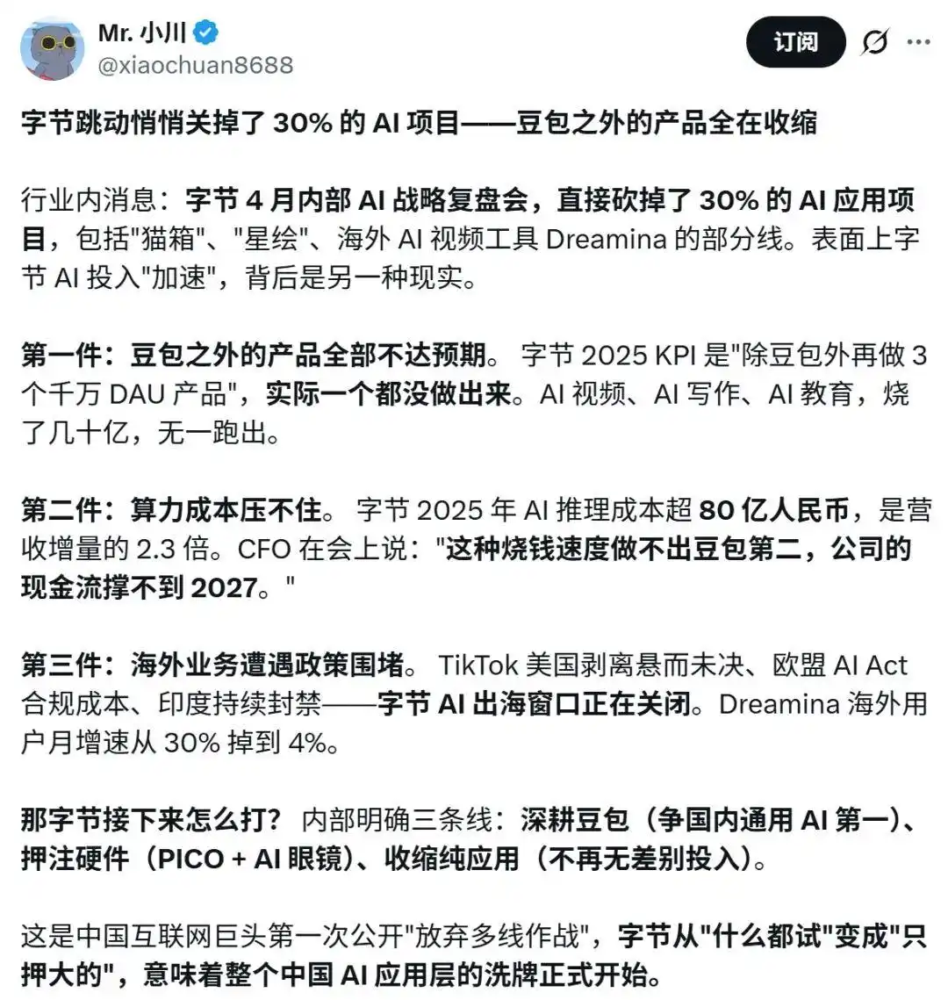 Mr. 小川
@xiaochuan8688
订阅
字节跳动悄悄关掉了 30% 的 AI 项目——豆包之外的产品全在收缩
行业内消息：字节 4 月内部 AI 战略复盘会，直接砍掉了 30% 的 AI 应用项
目，包括"猫箱"、"星绘"、海外 AI 视频工具 Dreamina 的部分线。表面上字
节 AI 投入"加速"，背后是另一种现实。
第一件：豆包之外的产品全部不达预期。 字节 2025 KPI 是"除豆包外再做 3
个千万 DAU 产品"，实际一个都没做出来。AI 视频、AI 写作、AI 教育，烧
了几十亿，无一跑出。
第二件：算力成本压不住。 字节 2025 年 AI 推理成本超 80 亿人民币，是营
收增量的 2.3 倍。CFO 在会上说："这种烧钱速度做不出豆包第二，公司的
现金流撑不到 2027。"
第三件：海外业务遭遇政策围堵。 TikTok 美国剥离悬而未决、欧盟 AI Act
合规成本、印度持续封禁——字节 AI 出海窗口正在关闭。Dreamina 海外用
户月增速从 30% 掉到 4%。
那字节接下来怎么打？ 内部明确三条线：深耕豆包（争国内通用 AI 第一）、
押注硬件（PICO + AI 眼镜）、收缩纯应用（不再无差别投入）。
这是中国互联网巨头第一次公开"放弃多线作战"，字节从"什么都试"变成"只
押大的"，意味着整个中国 AI 应用层的洗牌正式开始。